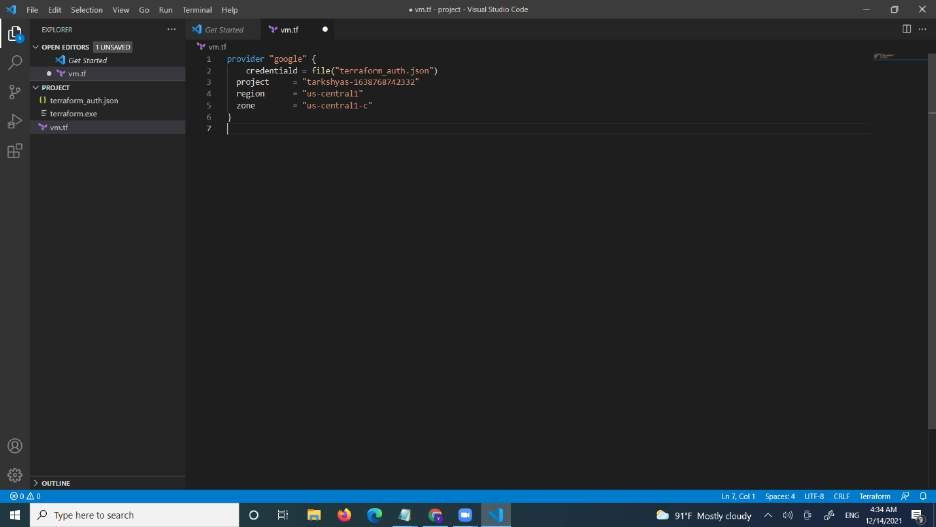 File Edit Selection View Go Run Terminal Help
● vm.tf - project - Visual Studio Code
EXPLORER
Get Started
vm.tf
OPEN EDITORS 1 UNSAVED
Get Started
vm.tf
PROJECT
terraform_auth.json
terraform.exe
vm.tf
OUTLINE
vm.tf
1 provider "google" {
2 credentiald = file("terraform_auth.json")
3 project = "tarkshyas-1638768742332"
4 region = "us-central1"
5 zone = "us-central1-c"
6 }
7
0 0
Ln 7, Col 1 Spaces: 4 UTF-8 CRLF Terraform
Type here to search
91°F Mostly cloudy
ENG
4:34 AM
12/14/2021
9